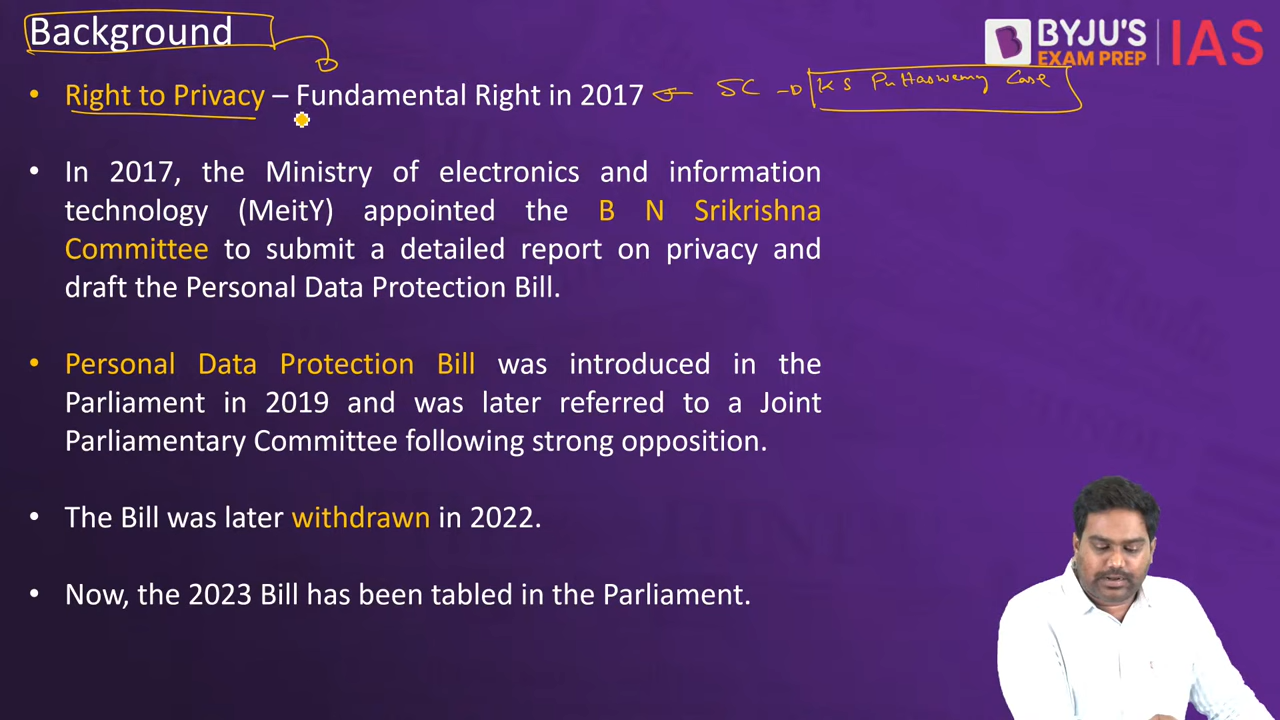 Background
BYJU'S
EXAM PREP
IAS
• Right to Privacy – Fundamental Right in 2017 ← SC → KS Puttaswamy Case
• In 2017, the Ministry of electronics and information
technology (MeitY) appointed the B N Srikrishna
Committee to submit a detailed report on privacy and
draft the Personal Data Protection Bill.
• Personal Data Protection Bill was introduced in the
Parliament in 2019 and was later referred to a Joint
Parliamentary Committee following strong opposition.
• The Bill was later withdrawn in 2022.
• Now, the 2023 Bill has been tabled in the Parliament.